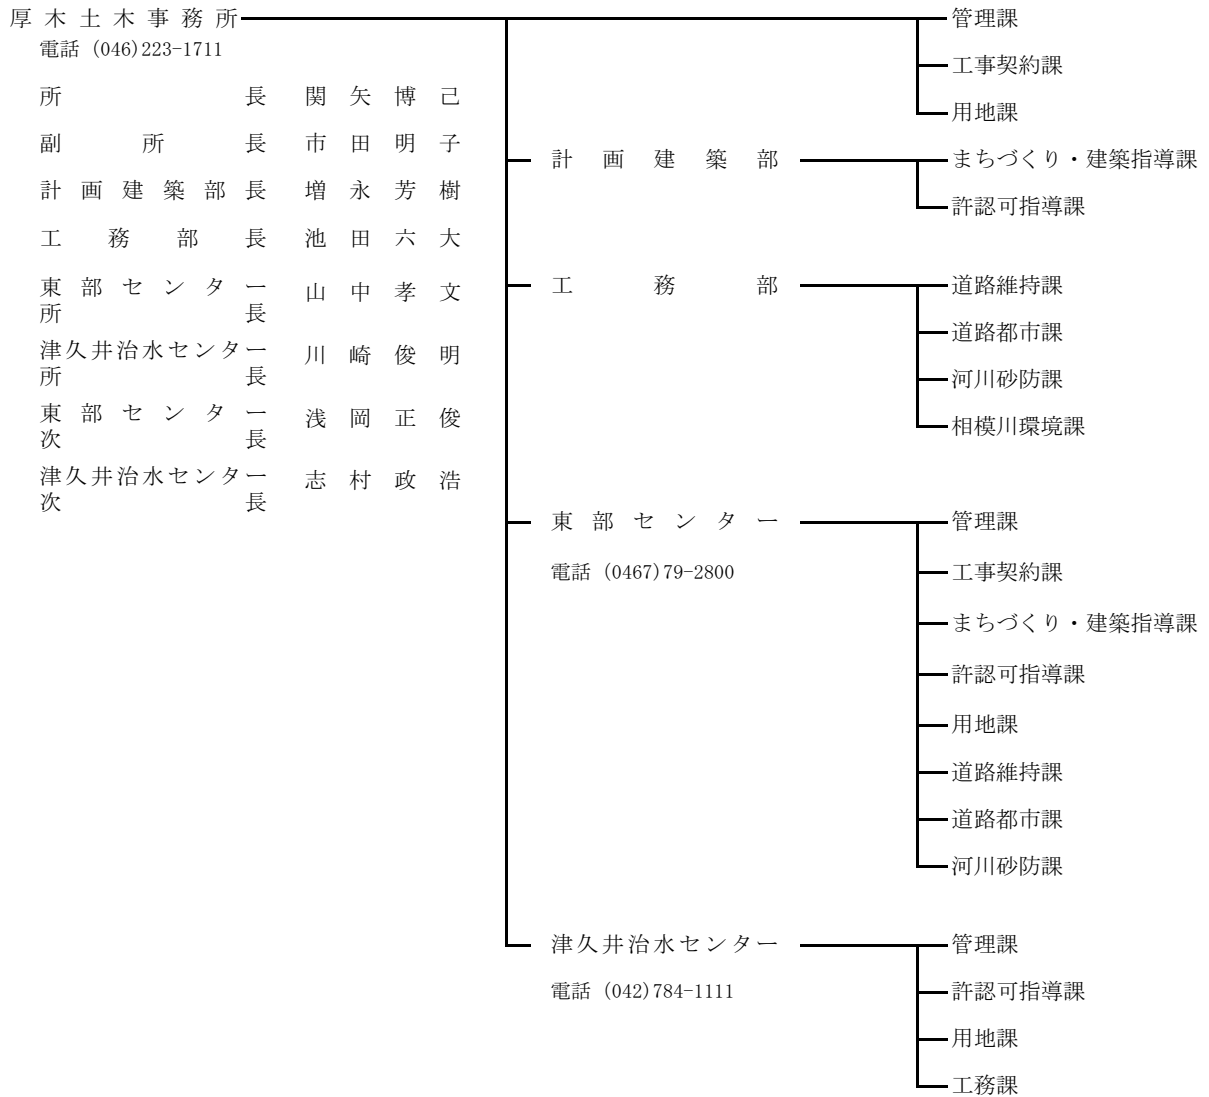 厚木土木事務所
電話 (046)223-1711
所長 関矢博己
副所長 市田明子
計画建築部長 増永芳樹
工務部長 池田六大
東部センター
所長 山中孝文
津久井治水センター
所長 川崎俊明
東部センター
次長 浅岡正俊
津久井治水センター
次長 志村政浩
管理課
工事契約課
用地課
計画建築部
まちづくり・建築指導課
許認可指導課
工務部
道路維持課
道路都市課
河川砂防課
相模川環境課
東部センター
電話 (0467)79-2800
管理課
工事契約課
まちづくり・建築指導課
許認可指導課
用地課
道路維持課
道路都市課
河川砂防課
津久井治水センター
電話 (042)784-1111
管理課
許認可指導課
用地課
工務課